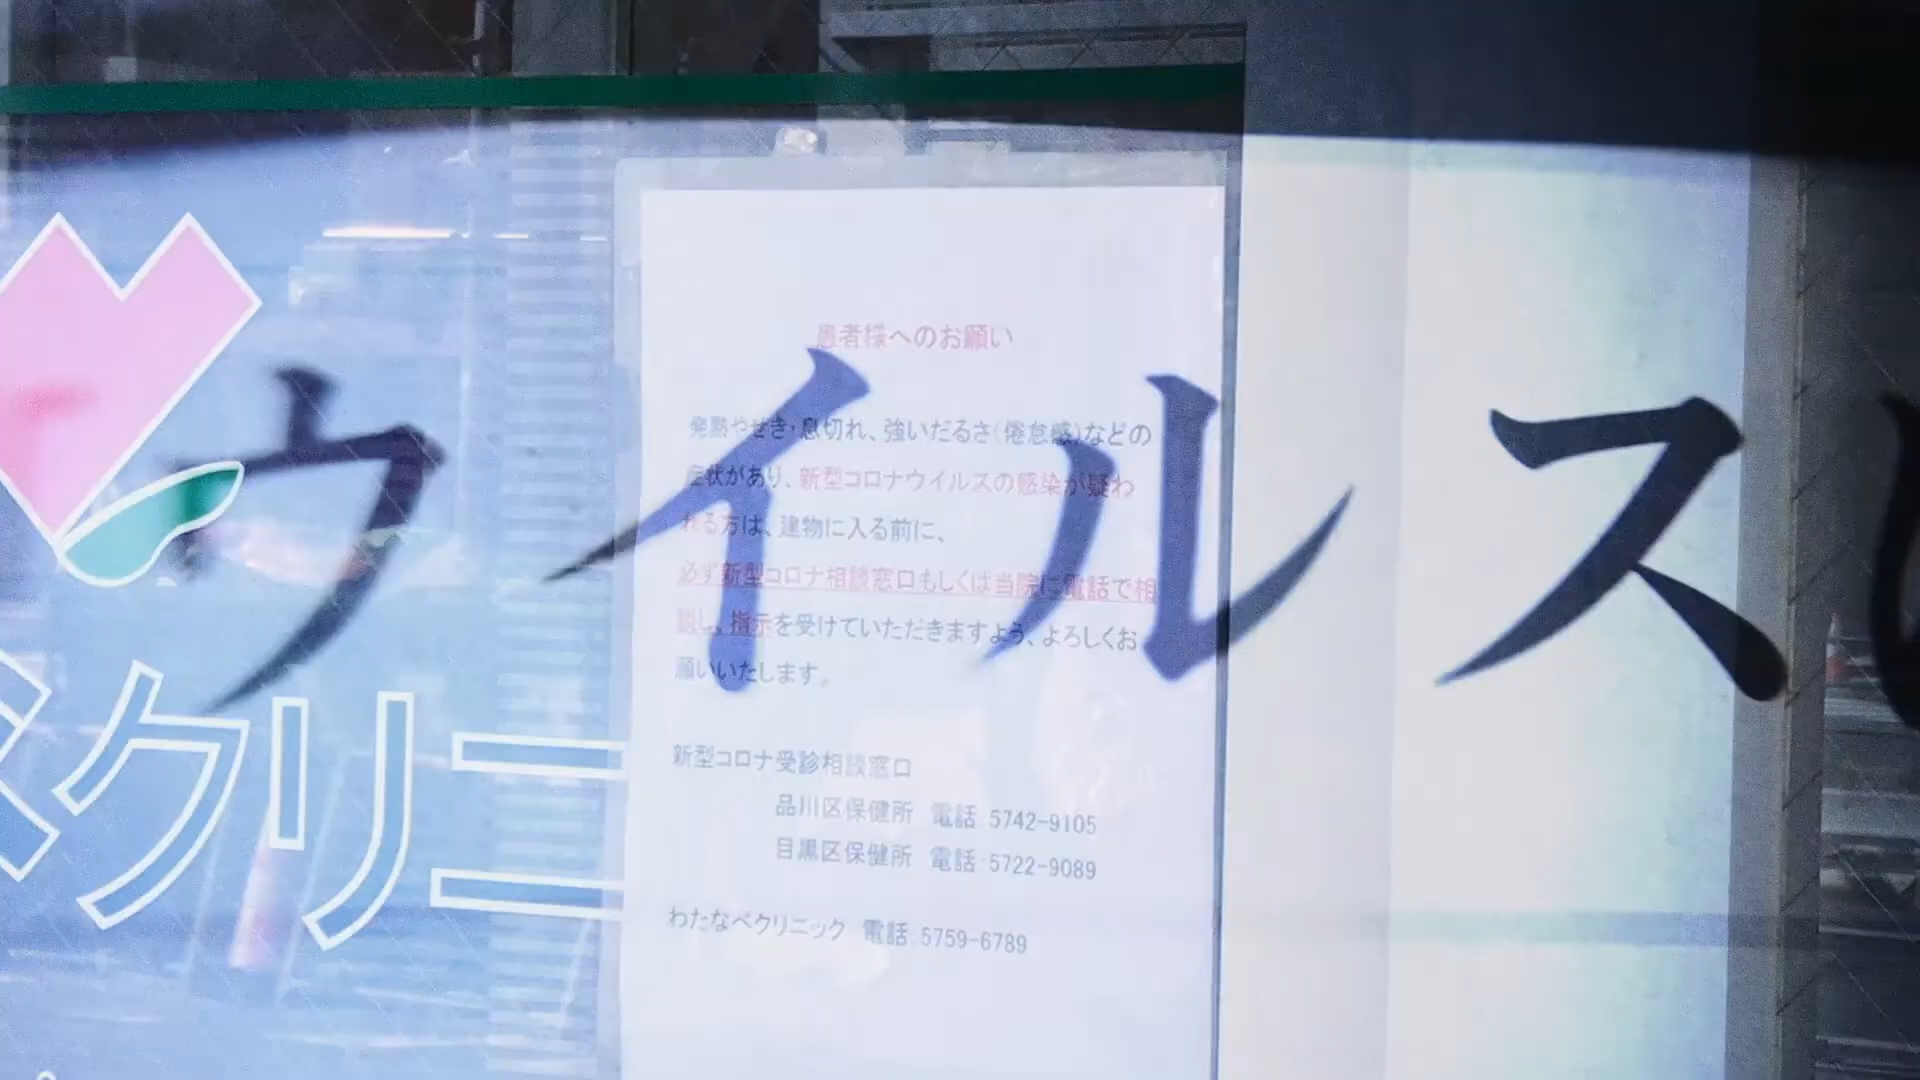 患者様へのお願い
ウイルス
発熱やせき・息切れ、強いだるさ（倦怠感）などの
症状があり、新型コロナウイルスの感染が疑わ
れる方は、建物に入る前に、
必ず新型コロナ相談窓口もしくは当院に電話で相
談し、指示を受けていただきますよう、よろしくお
願いいたします。
クリニ
新型コロナ受診相談窓口
品川区保健所 電話 5742-9105
目黒区保健所 電話 5722-9089
わたなべクリニック 電話 5759-6789